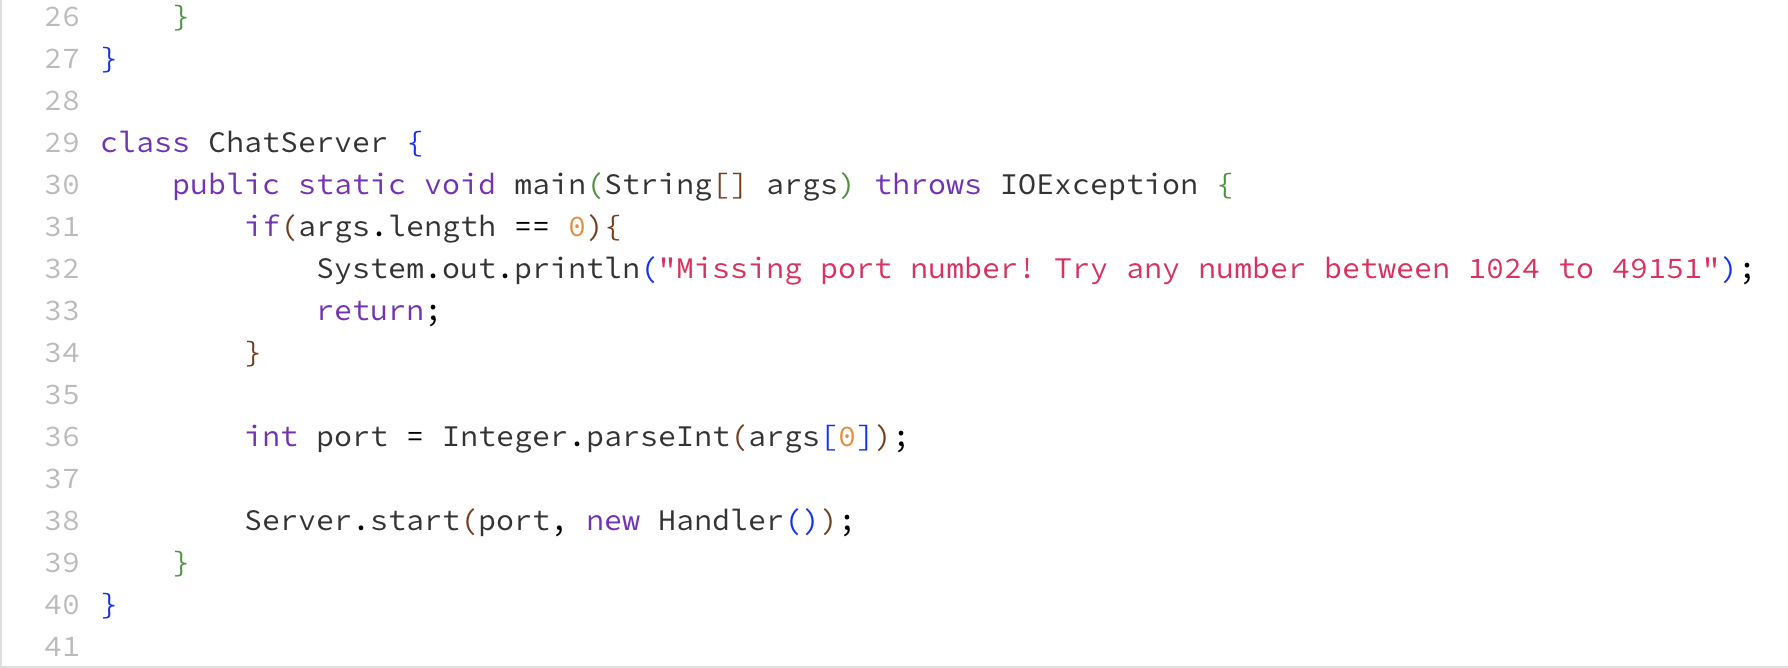 26     }
27 }
28
29 class ChatServer {
30     public static void main(String[] args) throws IOException {
31         if(args.length == 0){
32             System.out.println("Missing port number! Try any number between 1024 to 49151");
33             return;
34         }
35
36         int port = Integer.parseInt(args[0]);
37
38         Server.start(port, new Handler());
39     }
40 }
41